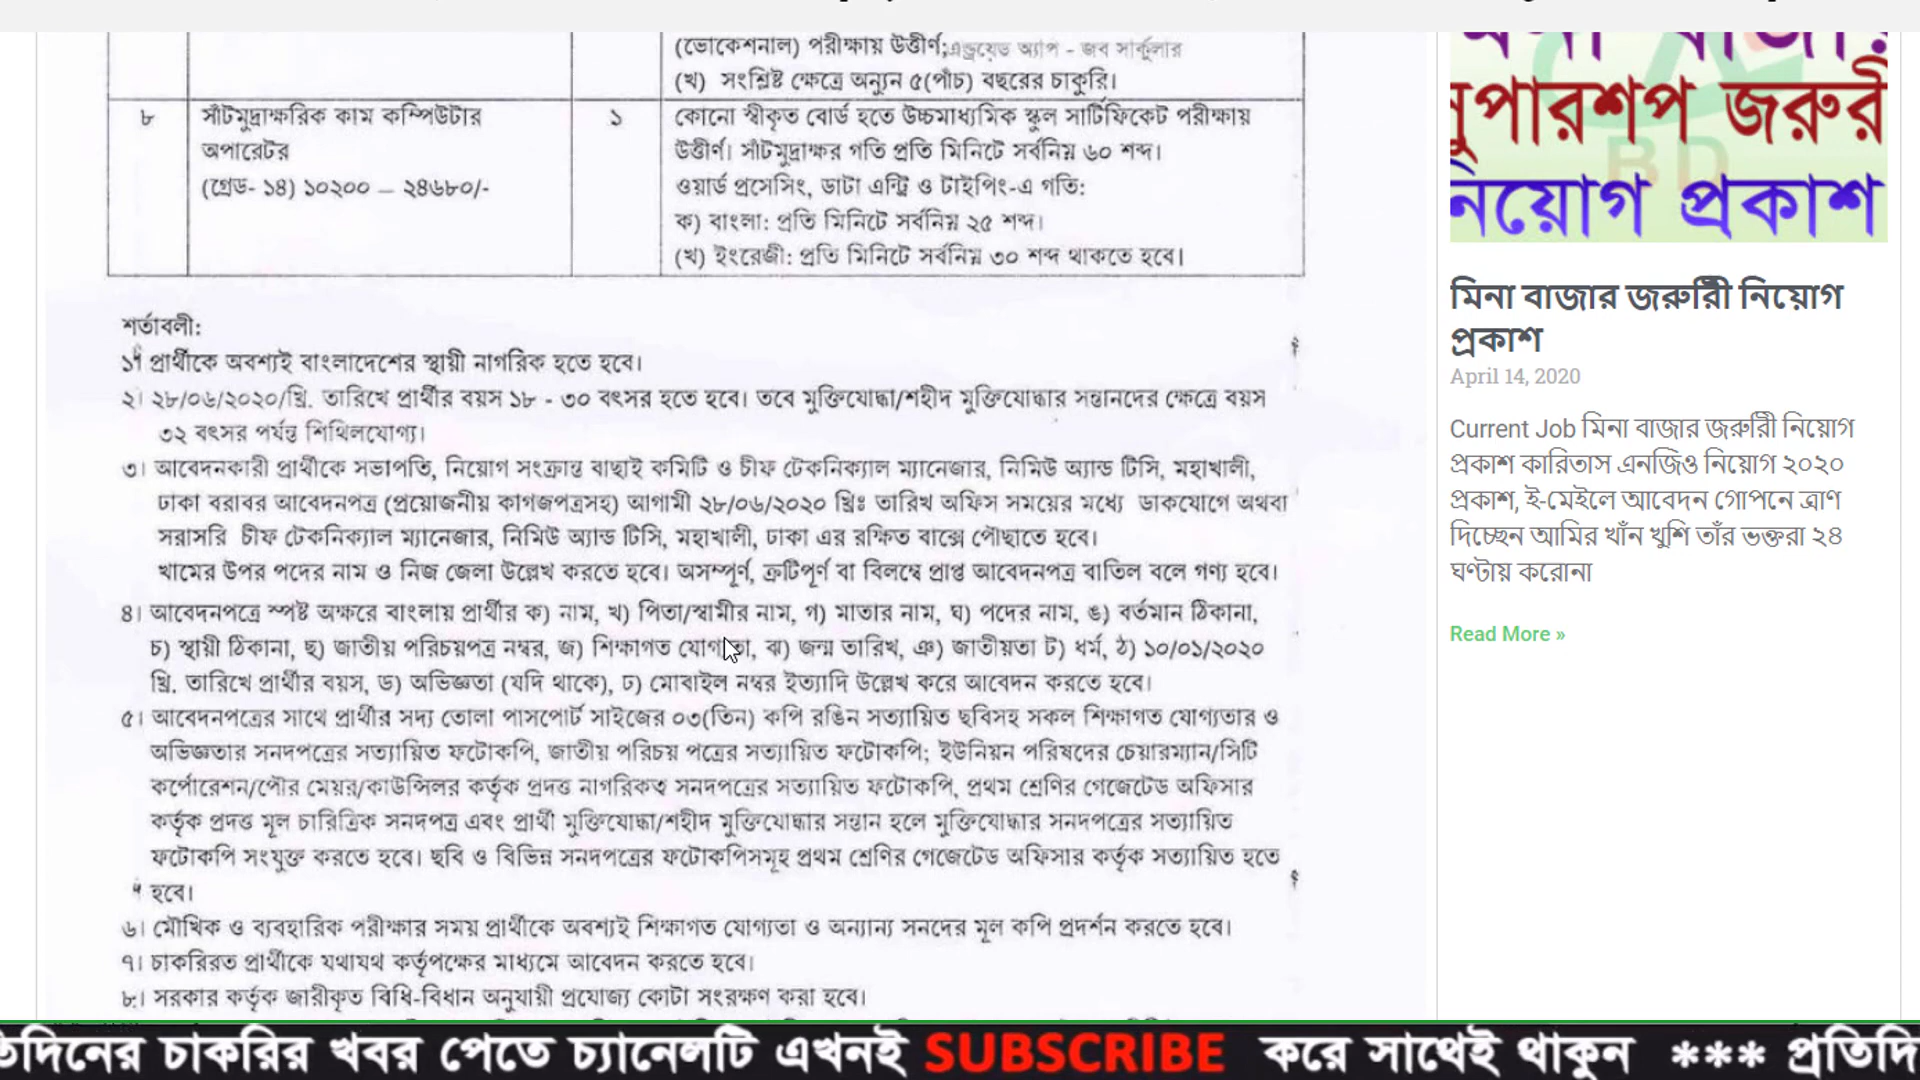 (ভোকেশনাল) পরীক্ষায় উত্তীর্ণ;এন্ড্রয়েড অ্যাপ - জব সার্কুলার
(খ) সংশ্লিষ্ট ক্ষেত্রে অন্যুন ৫(পাঁচ) বছরের চাকুরি।
৮
সাঁটমুদ্রাক্ষরিক কাম কম্পিউটার
অপারেটর
(গ্রেড- ১৪) ১০২০০ – ২৪৬৮০/-
১
কোনো স্বীকৃত বোর্ড হতে উচ্চমাধ্যমিক স্কুল সার্টিফিকেট পরীক্ষায়
উত্তীর্ণ। সাঁটমুদ্রাক্ষর গতি প্রতি মিনিটে সর্বনিম্ন ৬০ শব্দ।
ওয়ার্ড প্রসেসিং, ডাটা এন্ট্রি ও টাইপিং-এ গতি:
ক) বাংলা: প্রতি মিনিটে সর্বনিম্ন ২৫ শব্দ।
(খ) ইংরেজী: প্রতি মিনিটে সর্বনিম্ন ৩০ শব্দ থাকতে হবে।
শর্তাবলী:
১। প্রার্থীকে অবশ্যই বাংলাদেশের স্থায়ী নাগরিক হতে হবে।
২। ২৮/০৬/২০২০/খ্রি. তারিখে প্রার্থীর বয়স ১৮ - ৩০ বৎসর হতে হবে। তবে মুক্তিযোদ্ধা/শহীদ মুক্তিযোদ্ধার সন্তানদের ক্ষেত্রে বয়স
৩২ বৎসর পর্যন্ত শিথিলযোগ্য।
৩। আবেদনকারী প্রার্থীকে সভাপতি, নিয়োগ সংক্রান্ত বাছাই কমিটি ও চীফ টেকনিক্যাল ম্যানেজার, নিমিউ অ্যান্ড টিসি, মহাখালী,
ঢাকা বরাবর আবেদনপত্র (প্রয়োজনীয় কাগজপত্রসহ) আগামী ২৮/০৬/২০২০ খ্রিঃ তারিখ অফিস সময়ের মধ্যে ডাকযোগে অথবা
সরাসরি চীফ টেকনিক্যাল ম্যানেজার, নিমিউ অ্যান্ড টিসি, মহাখালী, ঢাকা এর রক্ষিত বাক্সে পৌছাতে হবে।
খামের উপর পদের নাম ও নিজ জেলা উল্লেখ করতে হবে। অসম্পূর্ণ, ত্রুটিপূর্ণ বা বিলম্বে প্রাপ্ত আবেদনপত্র বাতিল বলে গণ্য হবে।
৪। আবেদনপত্রে স্পষ্ট অক্ষরে বাংলায় প্রার্থীর ক) নাম, খ) পিতা/স্বামীর নাম, গ) মাতার নাম, ঘ) পদের নাম, ঙ) বর্তমান ঠিকানা,
চ) স্থায়ী ঠিকানা, ছ) জাতীয় পরিচয়পত্র নম্বর, জ) শিক্ষাগত যোগ্যতা, ঝ) জন্ম তারিখ, ঞ) জাতীয়তা ট) ধর্ম, ঠ) ১০/০১/২০২০
খ্রি. তারিখে প্রার্থীর বয়স, ড) অভিজ্ঞতা (যদি থাকে), ঢ) মোবাইল নম্বর ইত্যাদি উল্লেখ করে আবেদন করতে হবে।
৫। আবেদনপত্রের সাথে প্রার্থীর সদ্য তোলা পাসপোর্ট সাইজের ০৩(তিন) কপি রঙিন সত্যায়িত ছবিসহ সকল শিক্ষাগত যোগ্যতার ও
অভিজ্ঞতার সনদপত্রের সত্যায়িত ফটোকপি, জাতীয় পরিচয় পত্রের সত্যায়িত ফটোকপি; ইউনিয়ন পরিষদের চেয়ারম্যান/সিটি
কর্পোরেশন/পৌর মেয়র/কাউন্সিলর কর্তৃক প্রদত্ত নাগরিকত্ব সনদপত্রের সত্যায়িত ফটোকপি, প্রথম শ্রেণির গেজেটেড অফিসার
কর্তৃক প্রদত্ত মূল চারিত্রিক সনদপত্র এবং প্রার্থী মুক্তিযোদ্ধা/শহীদ মুক্তিযোদ্ধার সন্তান হলে মুক্তিযোদ্ধার সনদপত্রের সত্যায়িত
ফটোকপি সংযুক্ত করতে হবে। ছবি ও বিভিন্ন সনদপত্রের ফটোকপিসমূহ প্রথম শ্রেণির গেজেটেড অফিসার কর্তৃক সত্যায়িত হতে
হবে।
৬। মৌখিক ও ব্যবহারিক পরীক্ষার সময় প্রার্থীকে অবশ্যই শিক্ষাগত যোগ্যতা ও অন্যান্য সনদের মূল কপি প্রদর্শন করতে হবে।
৭। চাকরিরত প্রার্থীকে যথাযথ কর্তৃপক্ষের মাধ্যমে আবেদন করতে হবে।
৮। সরকার কর্তৃক জারীকৃত বিধি-বিধান অনুযায়ী প্রযোজ্য কোটা সংরক্ষণ করা হবে।
সুপারশপ জরুরী
BD
নিয়োগ প্রকাশ
মিনা বাজার জরুরিী নিয়োগ
প্রকাশ
April 14, 2020
Current Job মিনা বাজার জরুরিী নিয়োগ
প্রকাশ কারিতাস এনজিও নিয়োগ ২০২০
প্রকাশ, ই-মেইলে আবেদন গোপনে ত্রাণ
দিচ্ছেন আমির খাঁন খুশি তাঁর ভক্তরা ২৪
ঘণ্টায় করোনা
Read More »
তিদিনের চাকরির খবর পেতে চ্যানেলটি এখনই SUBSCRIBE করে সাথেই থাকুন *** প্রতিদি